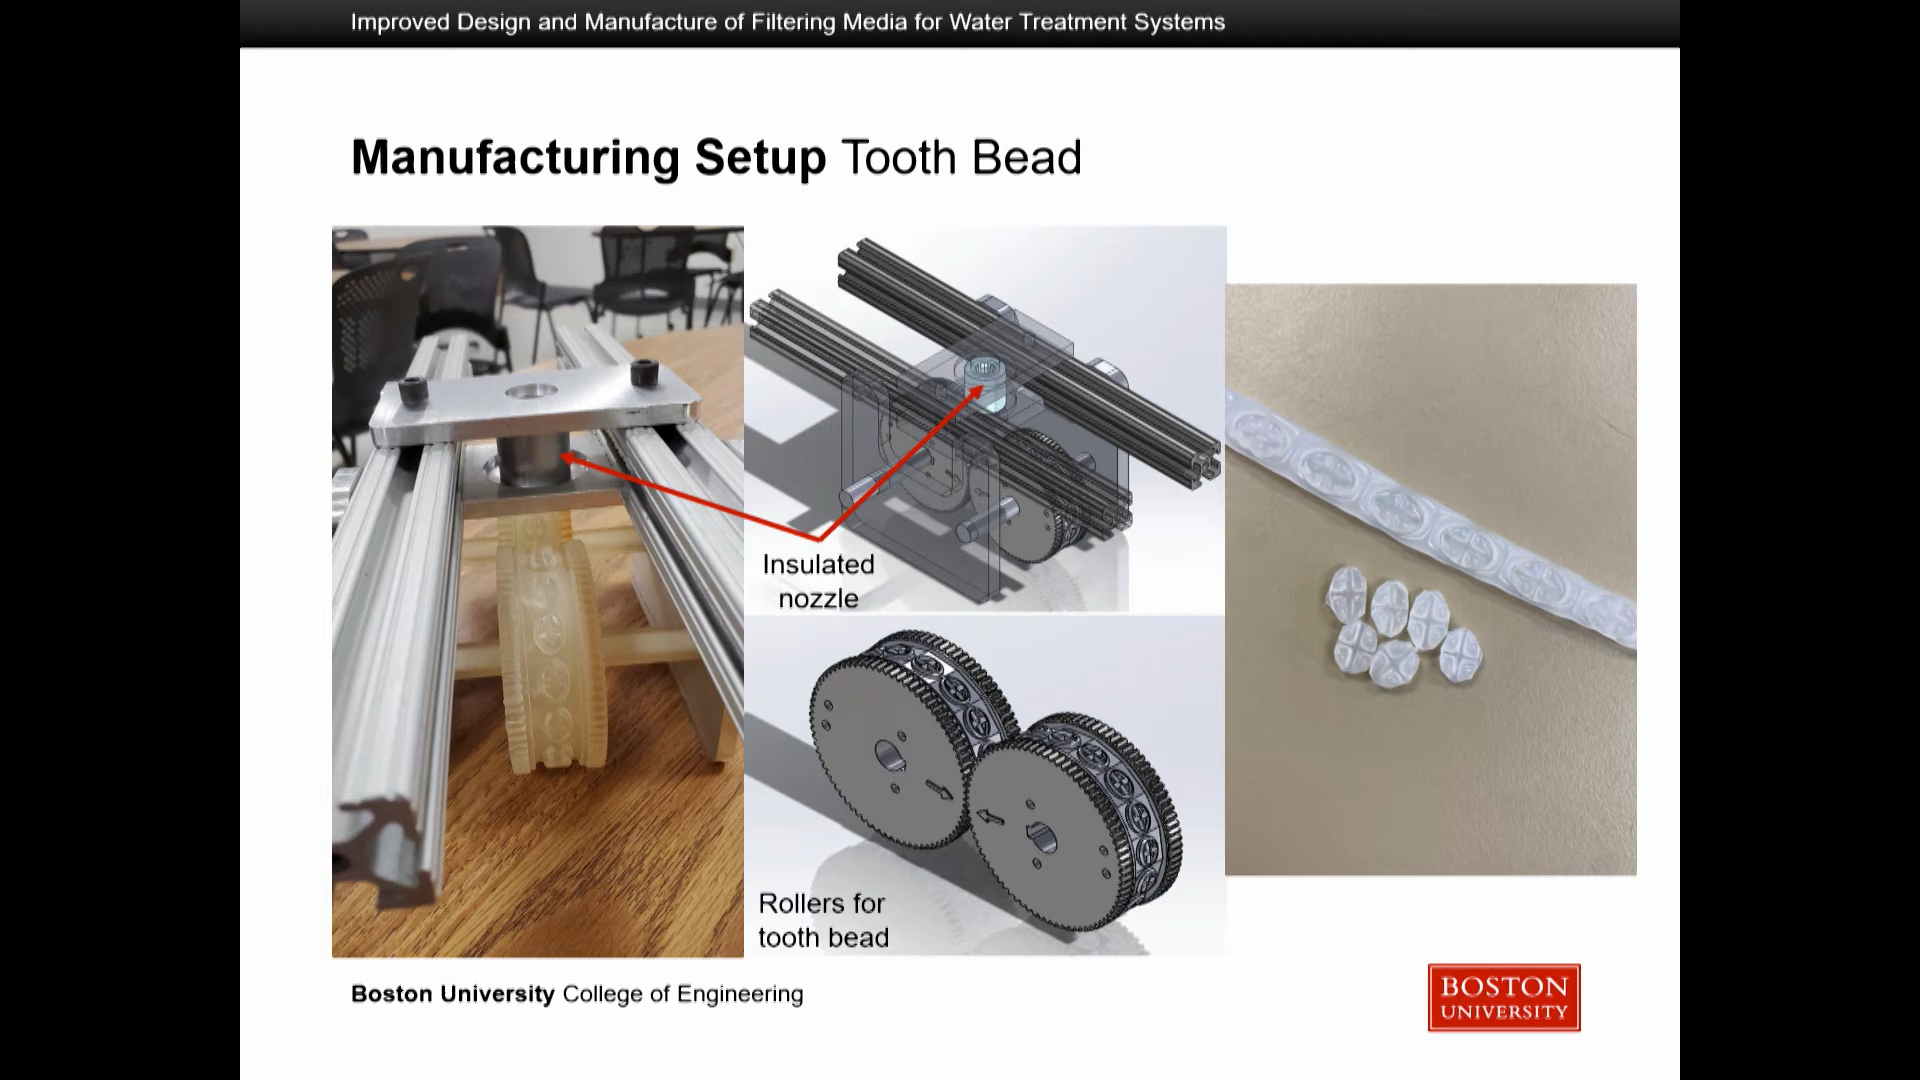 Improved Design and Manufacture of Filtering Media for Water Treatment Systems
Manufacturing Setup Tooth Bead
Insulated
nozzle
Rollers for
tooth bead
Boston University College of Engineering
BOSTON
UNIVERSITY